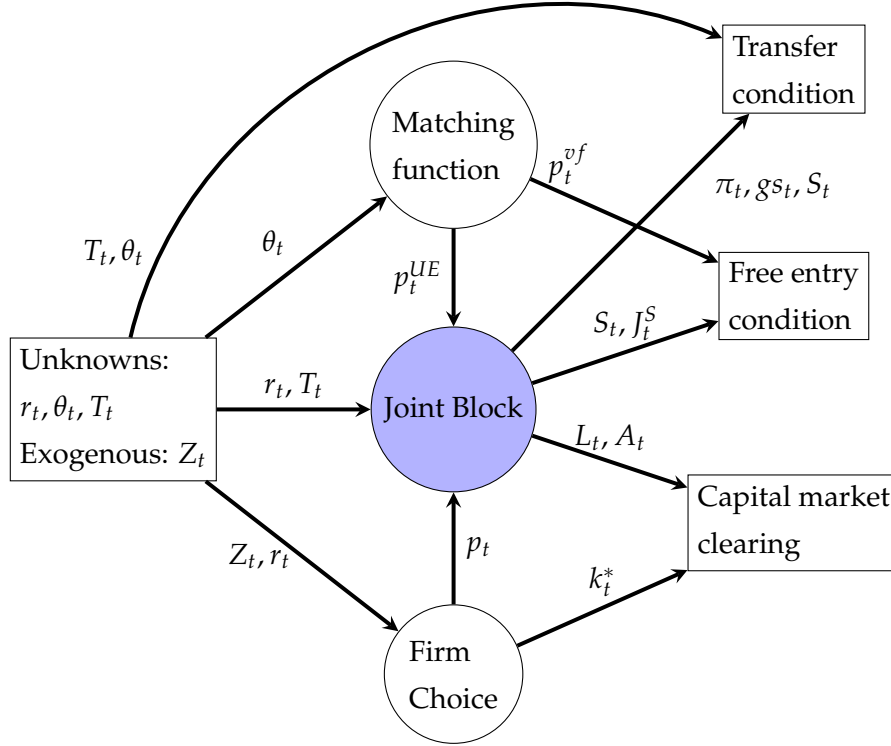 Transfer
condition
Matching
function
p_t^{vf}
π_t, gs_t, S_t
T_t, θ_t
θ_t
p_t^{UE}
Free entry
condition
S_t, J_t^S
Unknowns:
r_t, θ_t, T_t
Exogenous: Z_t
r_t, T_t
Joint Block
L_t, A_t
Capital market
clearing
Z_t, r_t
p_t
k_t^*
Firm
Choice